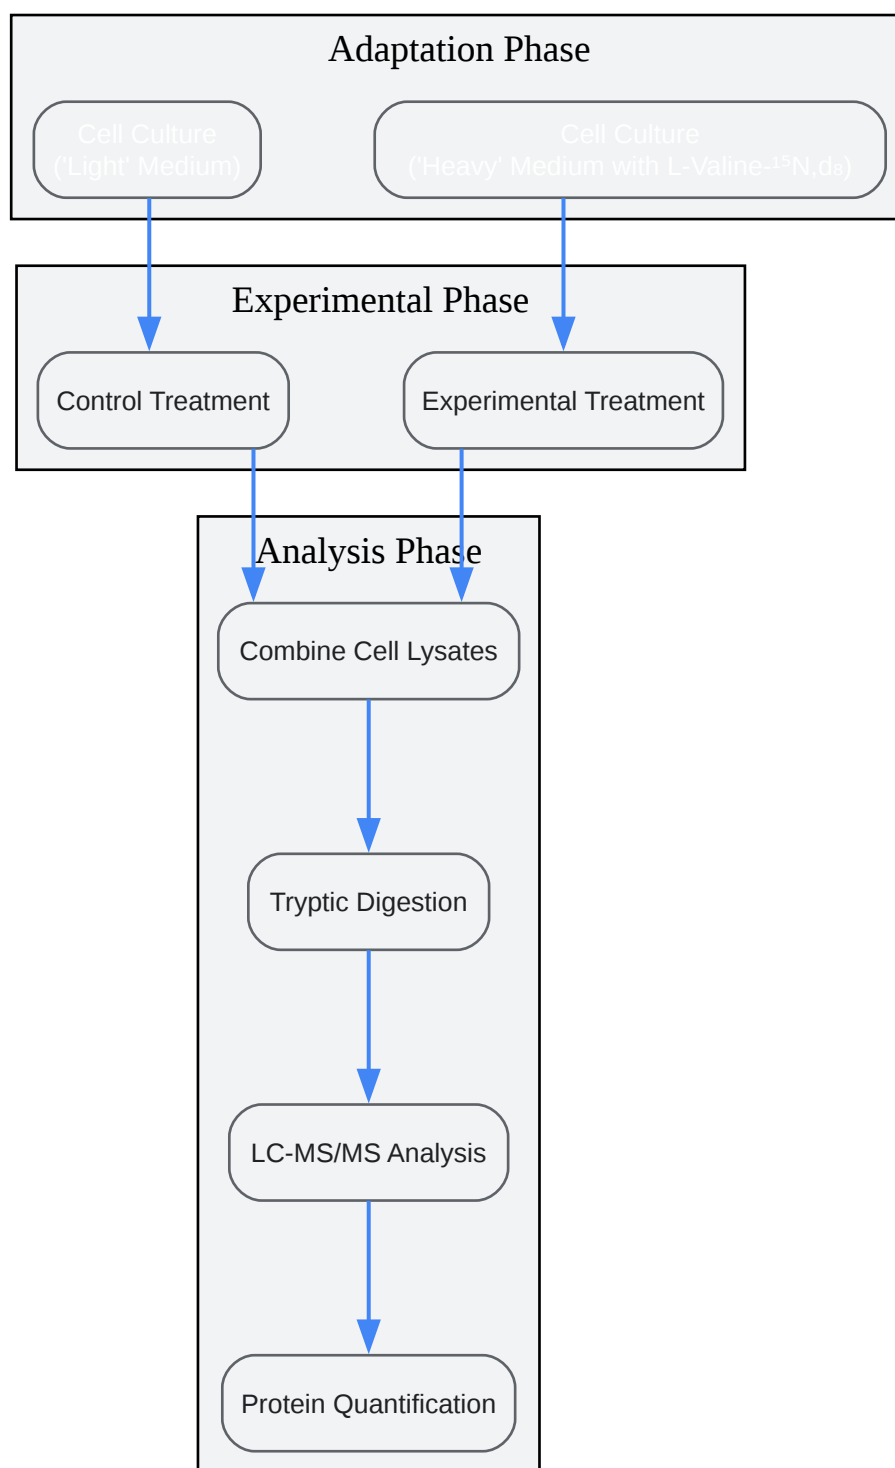 Adaptation Phase
Cell Culture
('Light' Medium)
Cell Culture
('Heavy' Medium with L-Valine-¹⁵N,d₈)
Experimental Phase
Control Treatment
Experimental Treatment
Analysis Phase
Combine Cell Lysates
Tryptic Digestion
LC-MS/MS Analysis
Protein Quantification